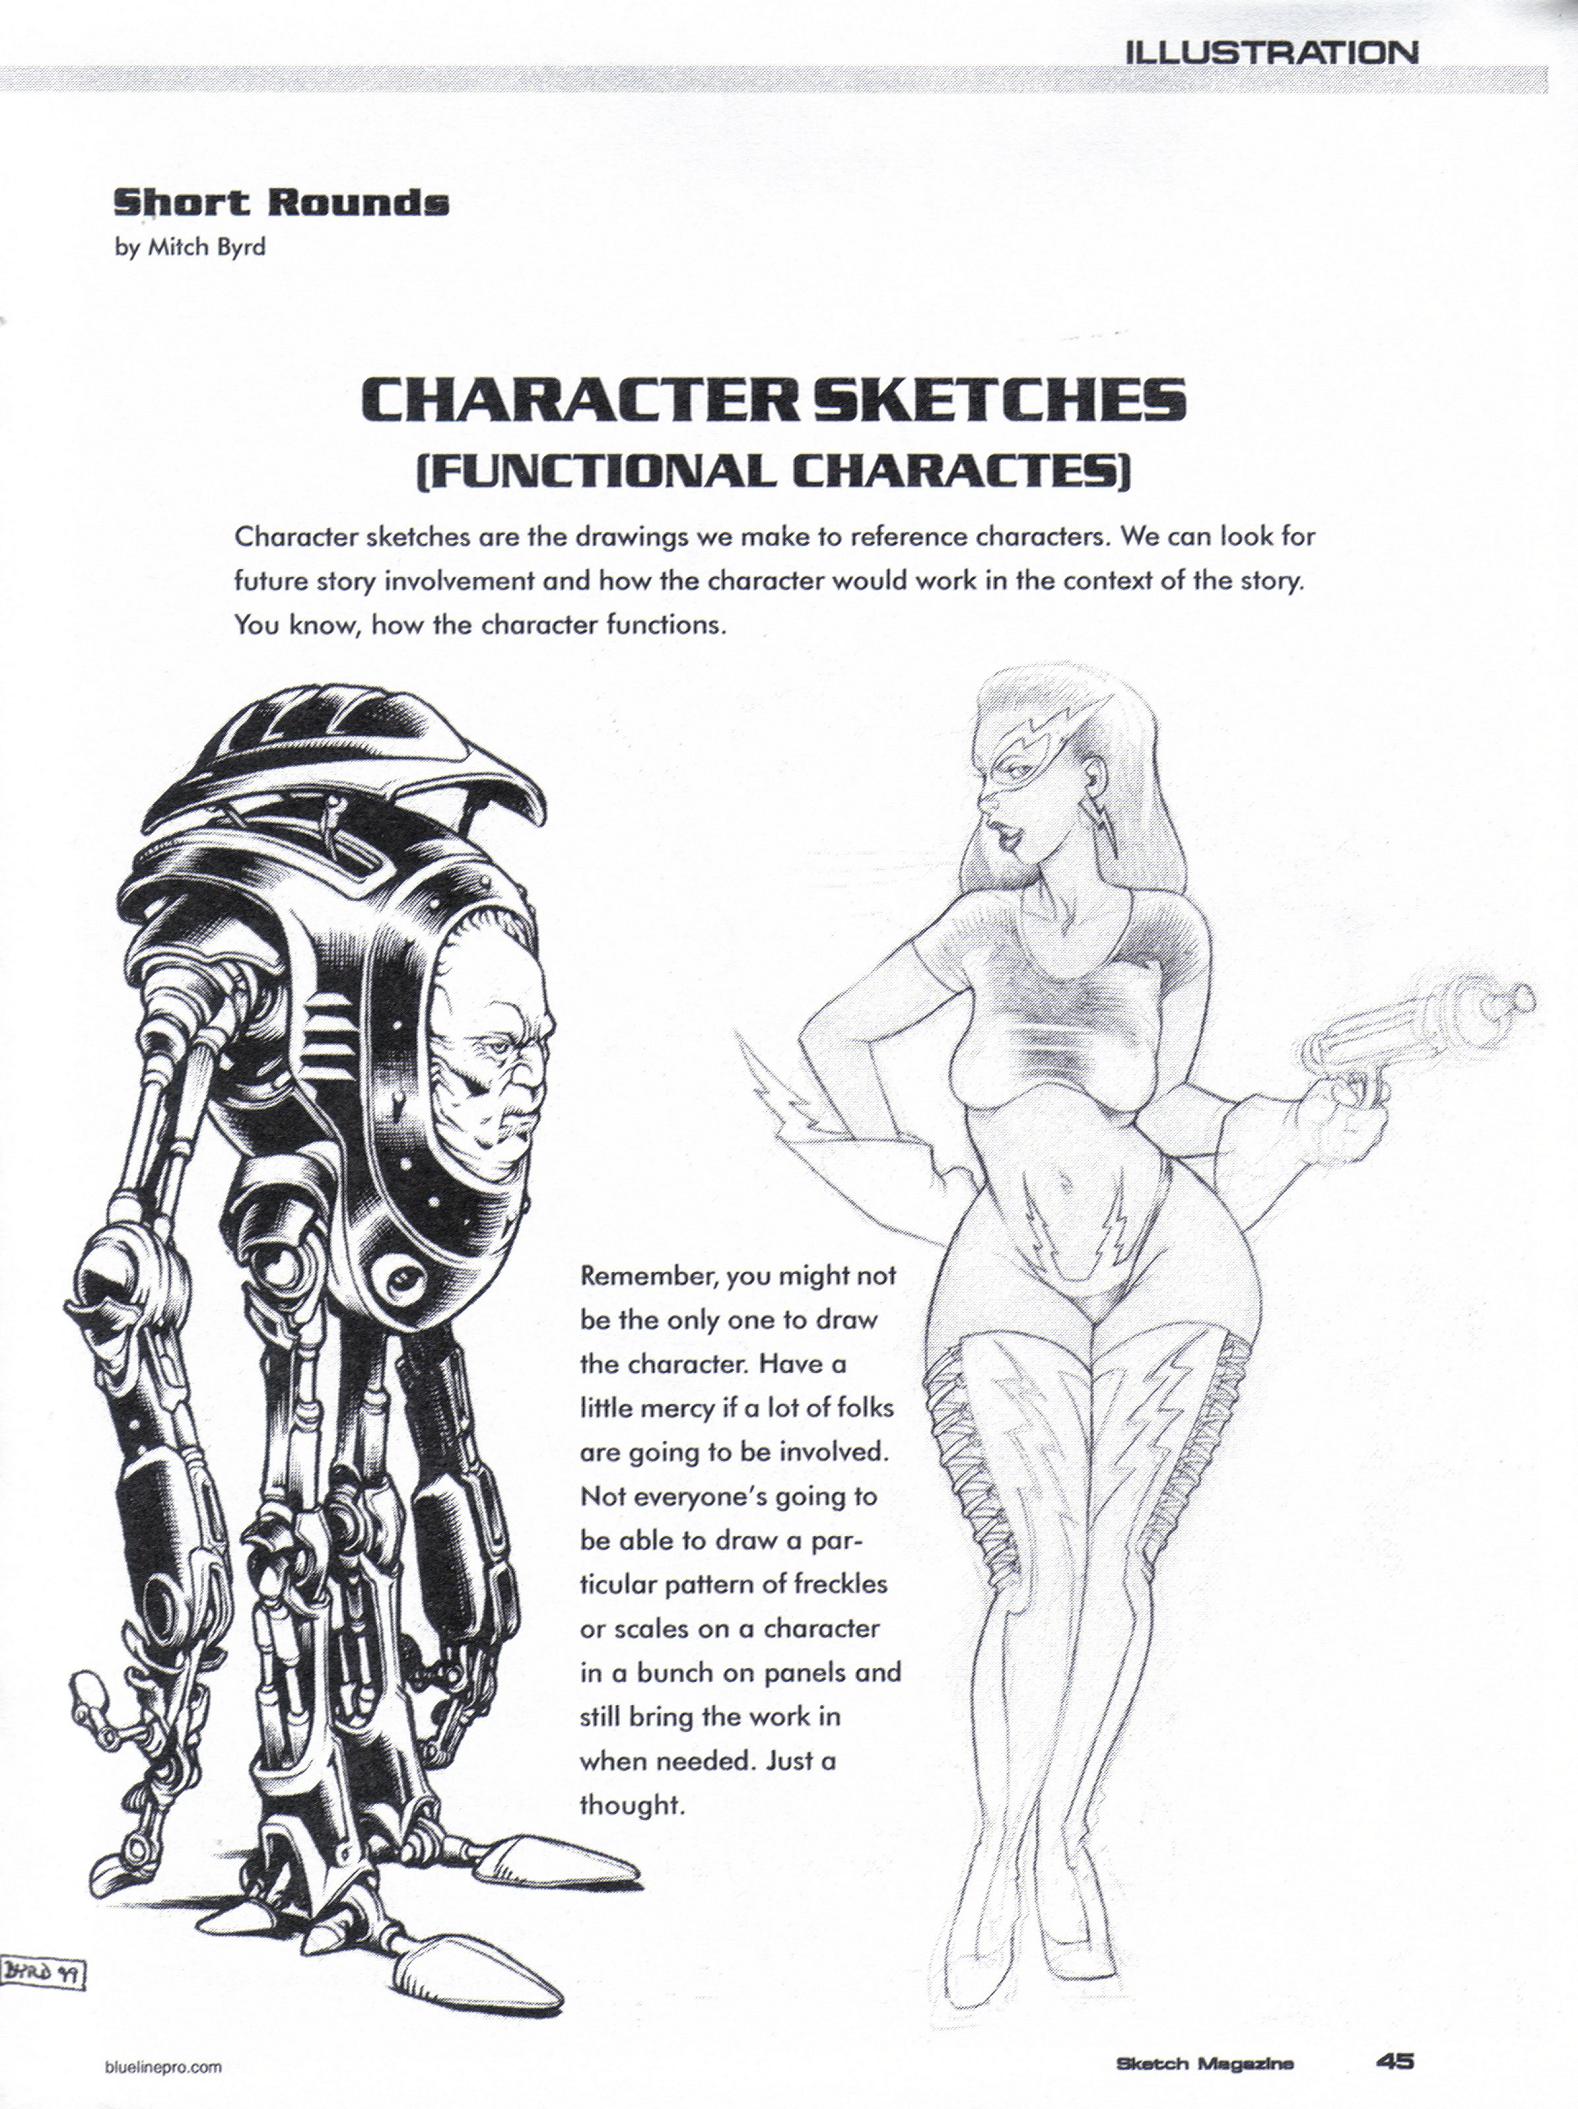 ILLUSTRATION
Short Rounds
by Mitch Byrd
CHARACTER SKETCHES
(FUNCTIONAL CHARACTES)
Character sketches are the drawings we make to reference characters. We can look for
future story involvement and how the character would work in the context of the story.
You know, how the character functions.
Remember, you might not
be the only one to draw
the character. Have a
little mercy if a lot of folks
are going to be involved.
Not everyone's going to
be able to draw a par-
ticular pattern of freckles
or scales on a character
in a bunch on panels and
still bring the work in
when needed. Just a
thought.
BYRD 99
bluelinepro.com
Sketch Magazine 45